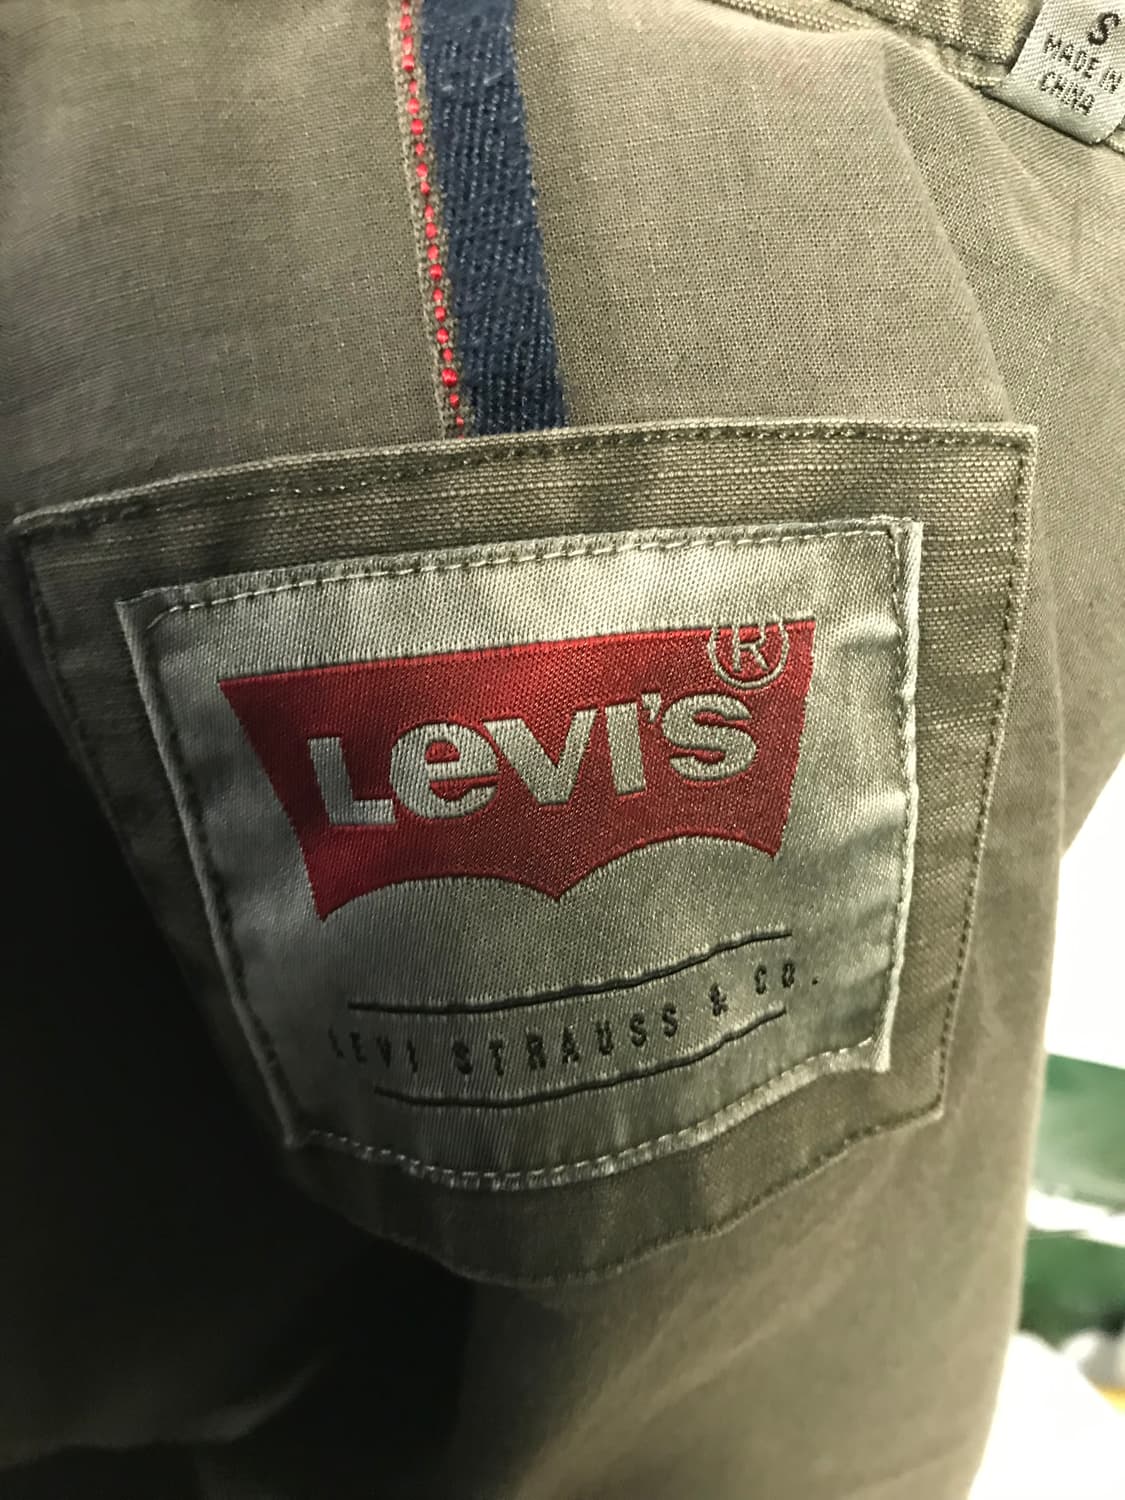 S
MADE IN
CHINA
Levi's®
LEVI STRAUSS & CO.